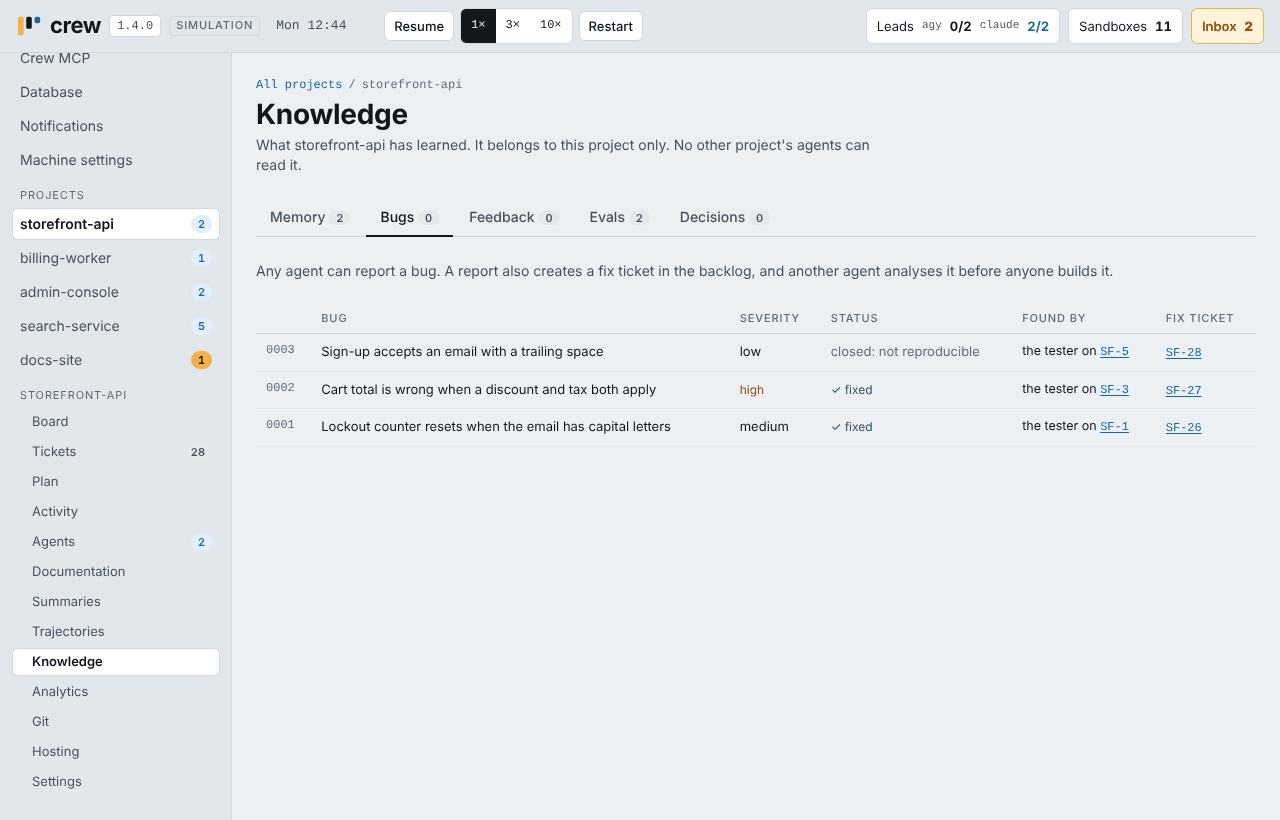 crew 1.4.0 SIMULATION Mon 12:44 Resume 1× 3× 10× Restart Leads agy 0/2 claude 2/2 Sandboxes 11 Inbox 2
Crew MCP
Database
Notifications
Machine settings
PROJECTS
storefront-api 2
billing-worker 1
admin-console 2
search-service 5
docs-site 1
STOREFRONT-API
Board
Tickets 28
Plan
Activity
Agents 2
Documentation
Summaries
Trajectories
Knowledge
Analytics
Git
Hosting
Settings
All projects / storefront-api
Knowledge
What storefront-api has learned. It belongs to this project only. No other project's agents can
read it.
Memory 2 Bugs 0 Feedback 0 Evals 2 Decisions 0
Any agent can report a bug. A report also creates a fix ticket in the backlog, and another agent analyses it before anyone builds it.
BUG SEVERITY STATUS FOUND BY FIX TICKET
0003 Sign-up accepts an email with a trailing space low closed: not reproducible the tester on SF-5 SF-28
0002 Cart total is wrong when a discount and tax both apply high ✓ fixed the tester on SF-3 SF-27
0001 Lockout counter resets when the email has capital letters medium ✓ fixed the tester on SF-1 SF-26